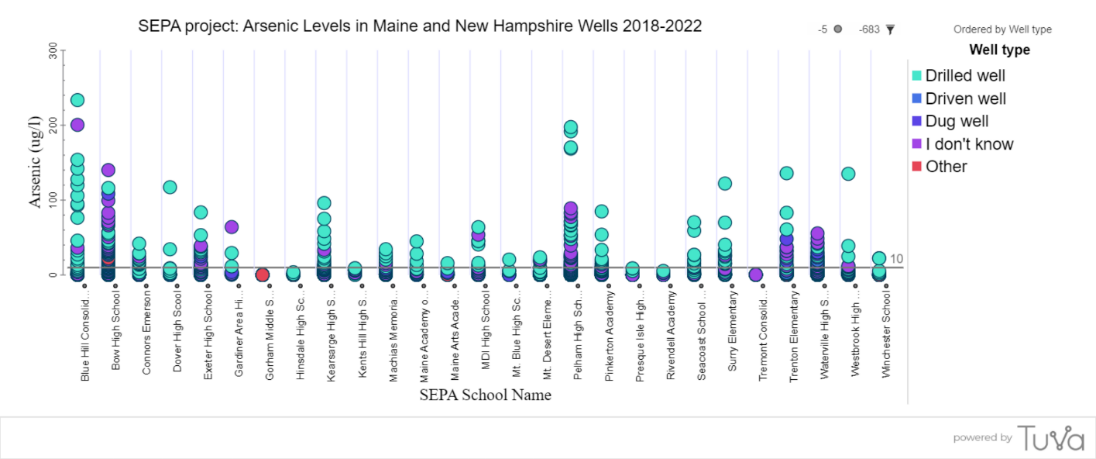 SEPA project: Arsenic Levels in Maine and New Hampshire Wells 2018-2022
-5
-683
Ordered by Well type
Well type
Drilled well
Driven well
Dug well
I don't know
Other
Arsenic (ug/l)
300
200
100
0
10
Blue Hill Consolid...
Bow High School
Connors Emerson
Dover High Scool
Exeter High School
Gardiner Area Hi...
Gorham Middle S...
Hinsdale High Sc...
Kearsarge High S...
Kents Hill High S...
Machias Memoria...
Maine Academy o...
Maine Arts Acade...
MDI High School
Mt. Blue High Sc...
Mt. Desert Eleme...
Pelham High Sch...
Pinkerton Academy
Presque Isle High...
Rivendell Academy
Seacoast School ...
Surry Elementary
Tremont Consolid...
Trenton Elementary
Waterville High S...
Westbrook High ...
Winchester School
SEPA School Name
powered by Tuva